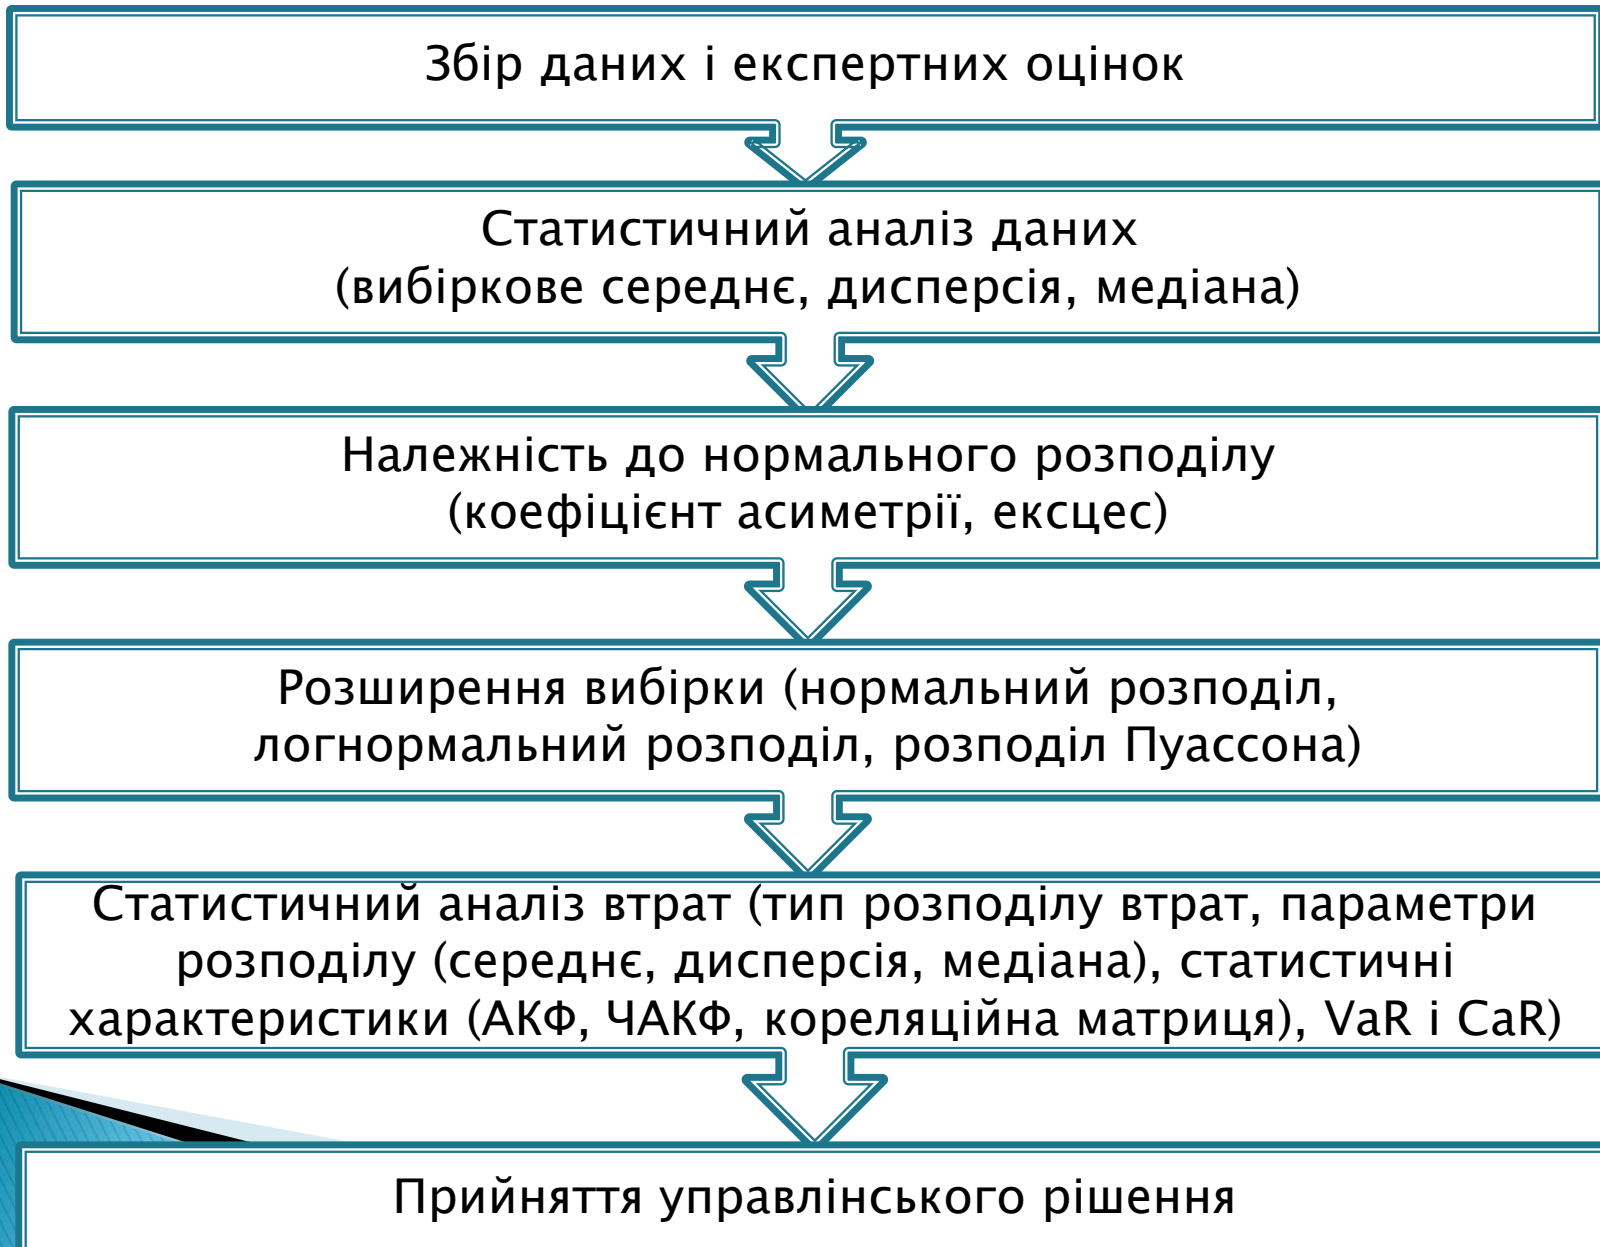 Збір даних і експертних оцінок
Статистичний аналіз даних
(вибіркове середнє, дисперсія, медіана)
Належність до нормального розподілу
(коефіцієнт асиметрії, ексцес)
Розширення вибірки (нормальний розподіл,
логнормальний розподіл, розподіл Пуассона)
Статистичний аналіз втрат (тип розподілу втрат, параметри
розподілу (середнє, дисперсія, медіана), статистичні
характеристики (АКФ, ЧАКФ, кореляційна матриця), VaR і CaR)
Прийняття управлінського рішення